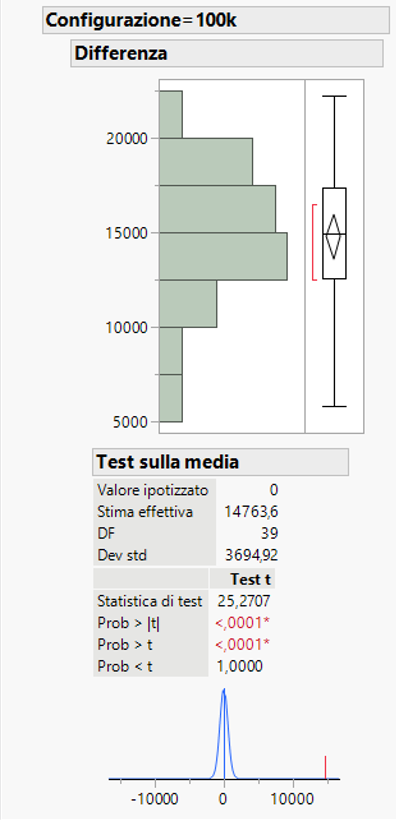 Configurazione=100k
Differenza
20000
15000
10000
5000
Test sulla media
Valore ipotizzato 0
Stima effettiva 14763,6
DF 39
Dev std 3694,92
Test t
Statistica di test 25,2707
Prob > |t| <,0001*
Prob > t <,0001*
Prob < t 1,0000
-10000 0 10000